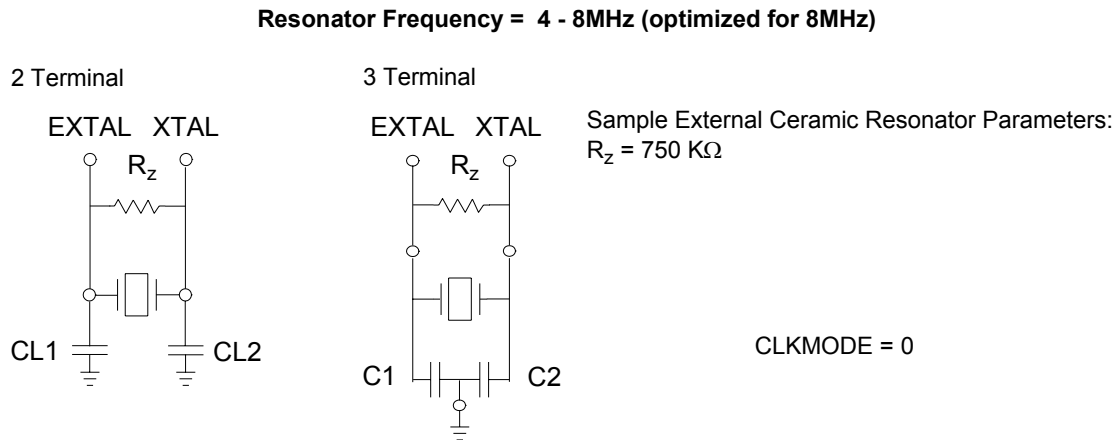 Resonator Frequency = 4 - 8MHz (optimized for 8MHz)
2 Terminal
EXTAL XTAL
Rz
CL1
CL2
3 Terminal
EXTAL XTAL
Rz
C1
C2
Sample External Ceramic Resonator Parameters:
Rz = 750 KΩ
CLKMODE = 0